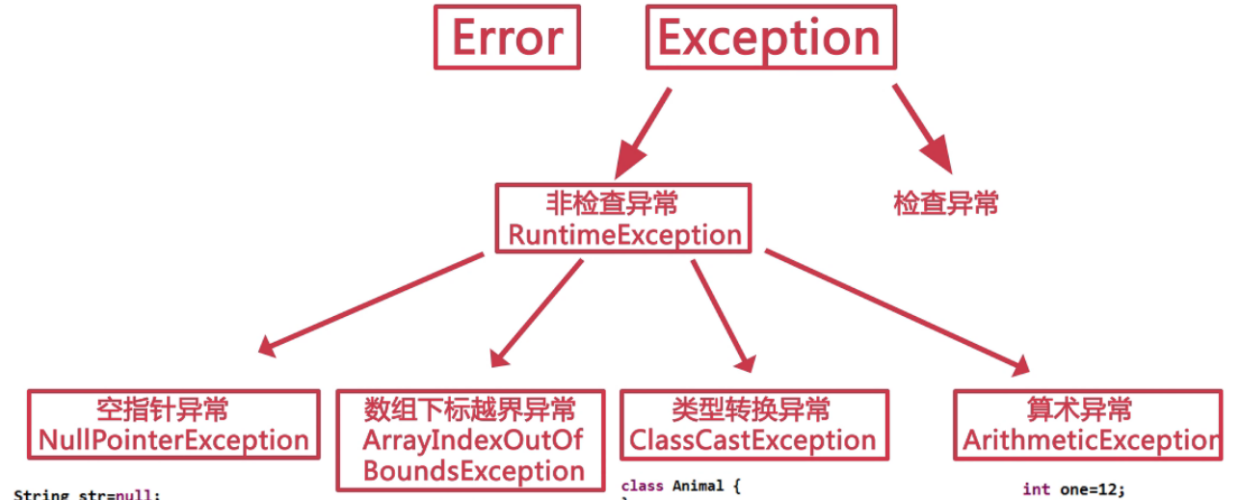 Error
Exception
非检查异常
RuntimeException
检查异常
空指针异常
NullPointerException
数组下标越界异常
ArrayIndexOutOf
BoundsException
类型转换异常
ClassCastException
算术异常
ArithmeticException
String str=null;
class Animal {
int one=12;